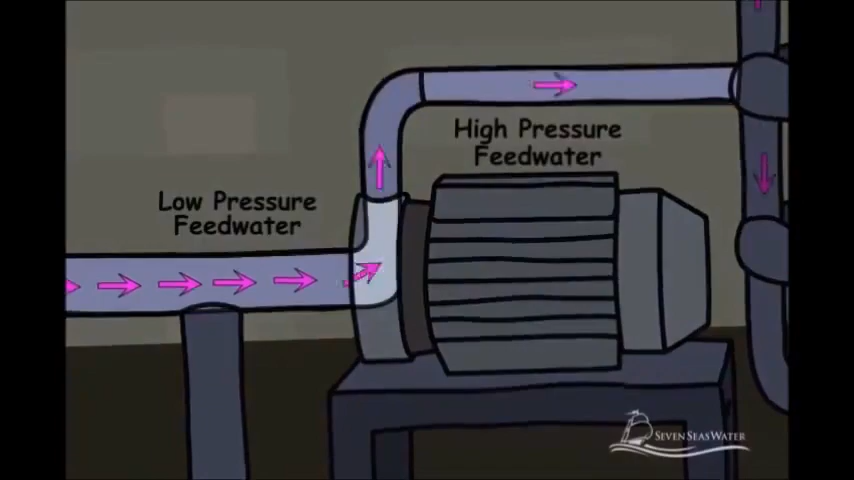 High Pressure
Feedwater
Low Pressure
Feedwater
SEVEN SEAS WATER